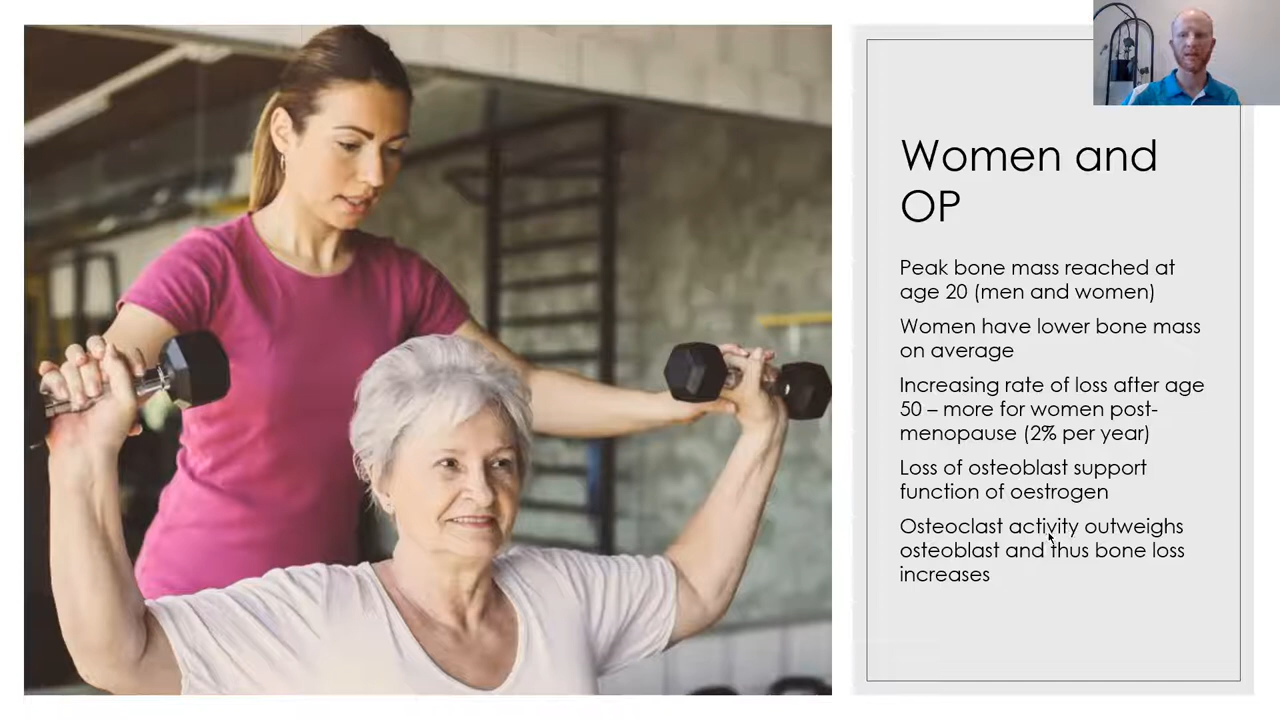 Women and
OP
Peak bone mass reached at
age 20 (men and women)
Women have lower bone mass
on average
Increasing rate of loss after age
50 – more for women post-
menopause (2% per year)
Loss of osteoblast support
function of oestrogen
Osteoclast activity outweighs
osteoblast and thus bone loss
increases